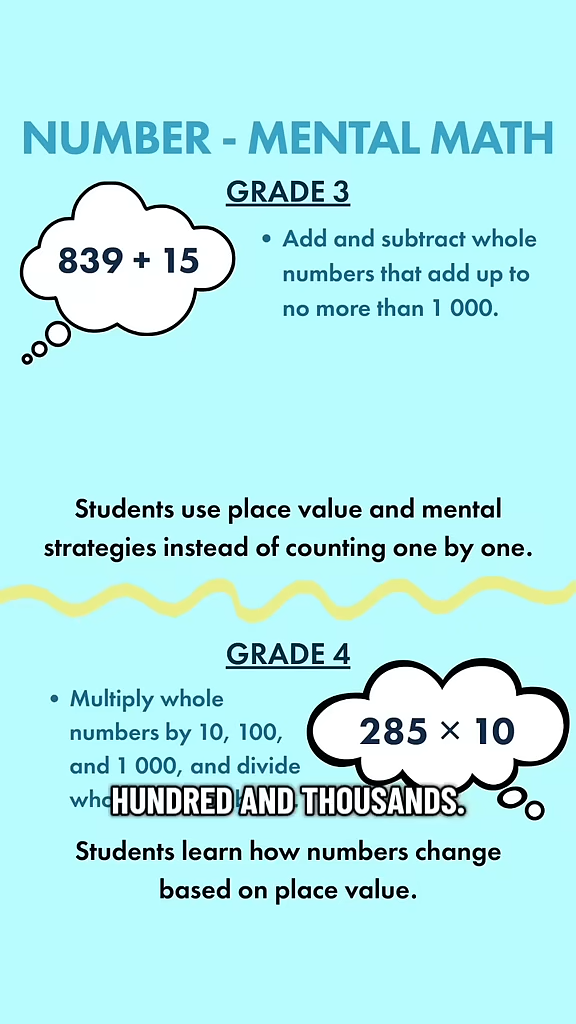 NUMBER - MENTAL MATH
GRADE 3
839 + 15
• Add and subtract whole
numbers that add up to
no more than 1 000.
Students use place value and mental
strategies instead of counting one by one.
GRADE 4
• Multiply whole
numbers by 10, 100,
and 1 000, and divide
285 × 10
HUNDRED AND THOUSANDS.
Students learn how numbers change
based on place value.